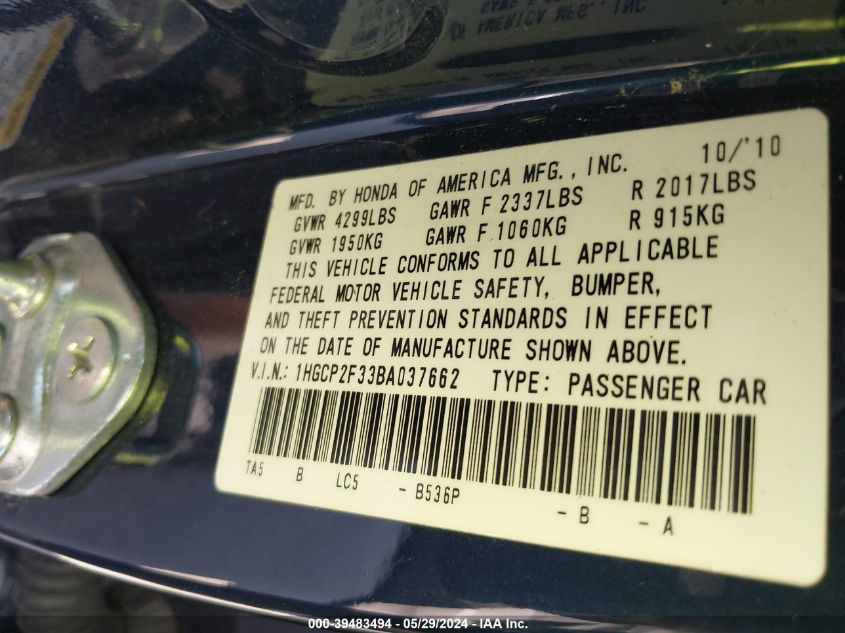 MFD. BY HONDA OF AMERICA MFG., INC. 10/'10
GVWR 4299LBS GAWR F 2337LBS R 2017LBS
GVWR 1950KG GAWR F 1060KG R 915KG
THIS VEHICLE CONFORMS TO ALL APPLICABLE
FEDERAL MOTOR VEHICLE SAFETY, BUMPER,
AND THEFT PREVENTION STANDARDS IN EFFECT
ON THE DATE OF MANUFACTURE SHOWN ABOVE.
V.I.N.: 1HGCP2F33BA037662 TYPE: PASSENGER CAR
TA5 B LC5 - B536P - B - A
000-39483494 - 05/29/2024 - IAA Inc.